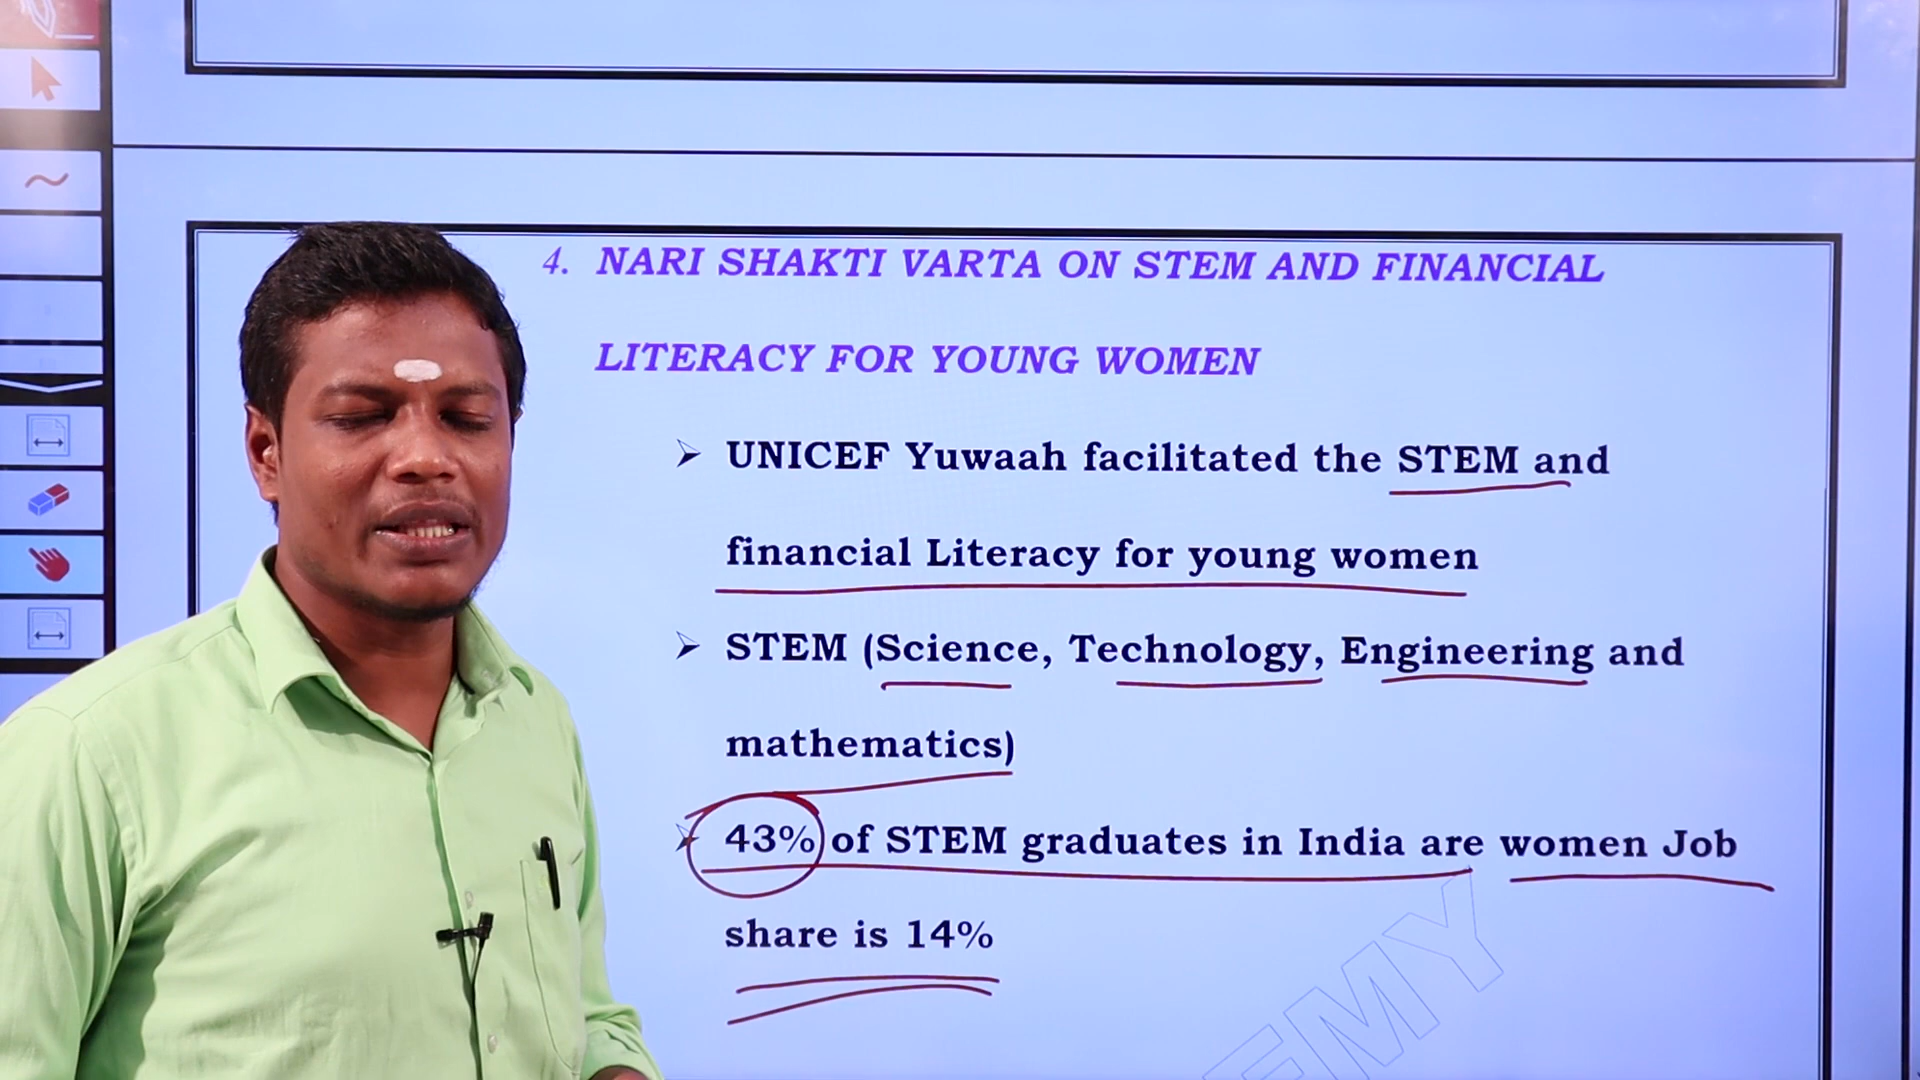 4. NARI SHAKTI VARTA ON STEM AND FINANCIAL
LITERACY FOR YOUNG WOMEN
➢ UNICEF Yuwaah facilitated the STEM and
financial Literacy for young women
➢ STEM (Science, Technology, Engineering and
mathematics)
➢ 43% of STEM graduates in India are women Job
share is 14%
EMY